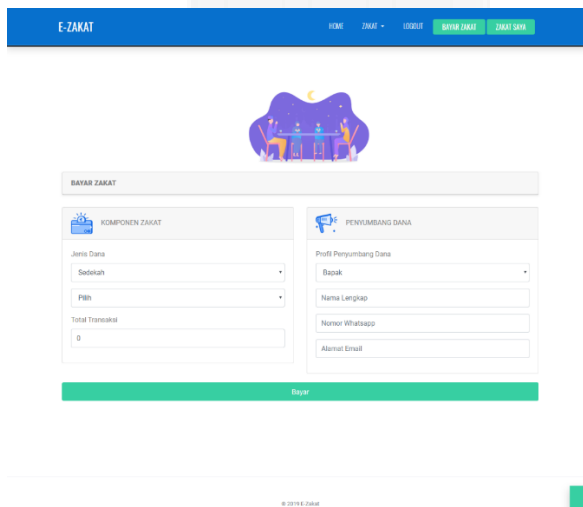 E-ZAKAT
HOME ZAKAT LOGOUT BAYAR ZAKAT ZAKAT SAYA
BAYAR ZAKAT
KOMPONEN ZAKAT
Jenis Dana
Sedekah
Pilih
Total Transaksi
0
PENYUMBANG DANA
Profil Penyumbang Dana
Bapak
Nama Lengkap
Nomor Whatsapp
Alamat Email
Bayar
© 2019 E-Zakat